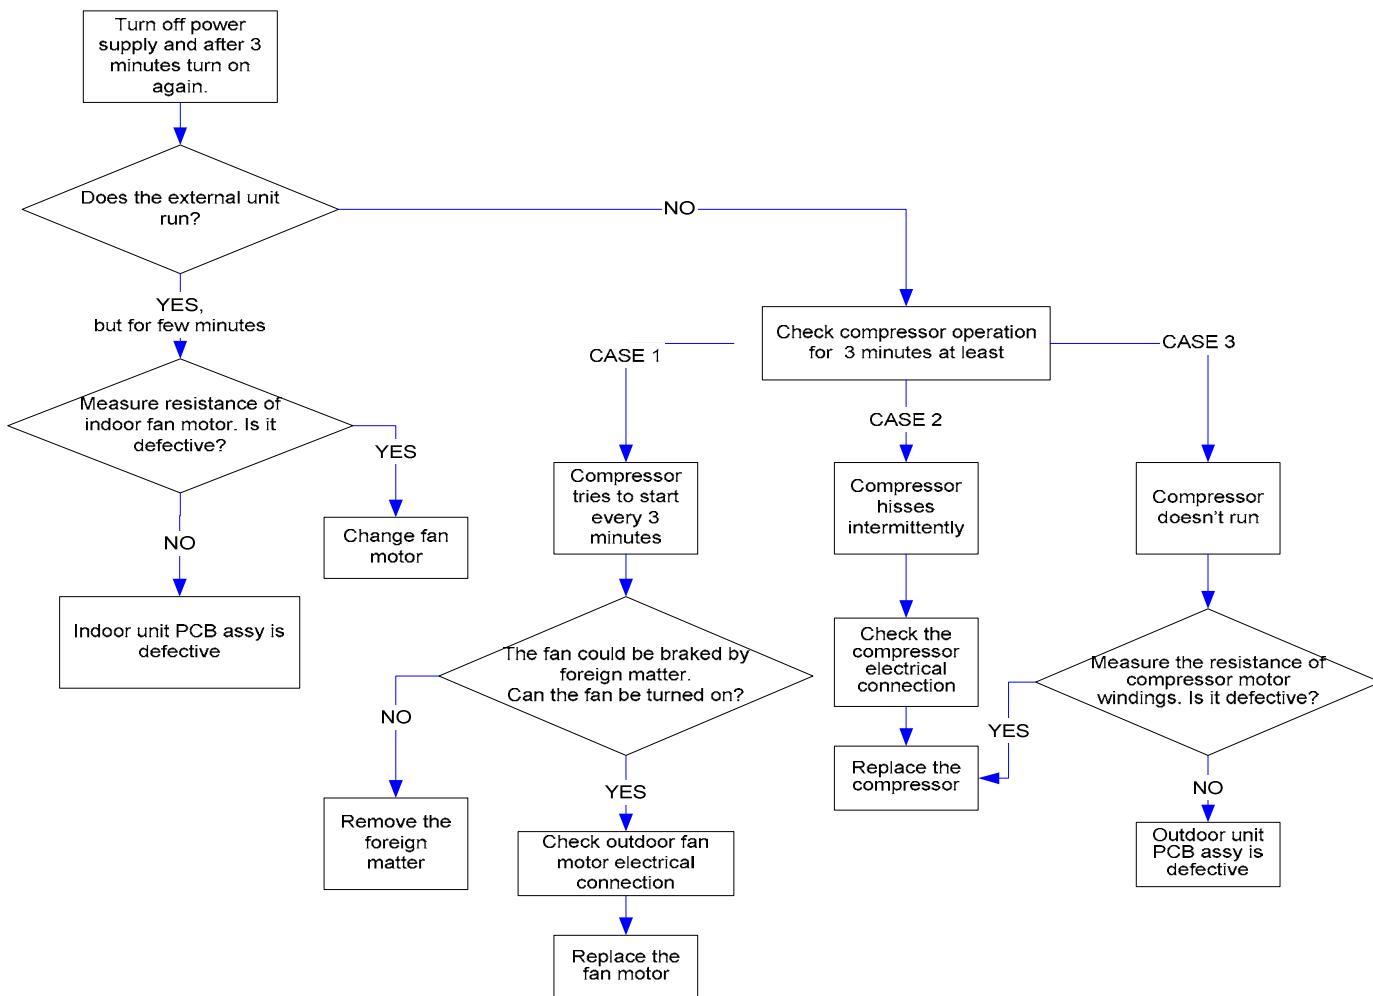 Turn off power
supply and after 3
minutes turn on
again.
Does the external unit
run?
NO
YES,
but for few minutes
Check compressor operation
for 3 minutes at least
CASE 1
CASE 2
CASE 3
Measure resistance of
indoor fan motor. Is it
defective?
YES
Change fan
motor
NO
Indoor unit PCB assy is
defective
Compressor
tries to start
every 3
minutes
Compressor
hisses
intermittently
Compressor
doesn't run
The fan could be braked by
foreign matter.
Can the fan be turned on?
Check the
compressor
electrical
connection
Measure the resistance of
compressor motor
windings. Is it defective?
NO
YES
YES
NO
Remove the
foreign
matter
Check outdoor fan
motor electrical
connection
Replace the
compressor
Outdoor unit
PCB assy is
defective
Replace the
fan motor